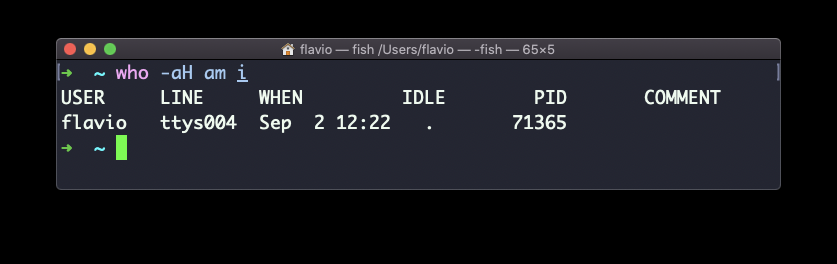 flavio — fish /Users/flavio — -fish — 65×5
➜ ~ who -aH am i
USER LINE WHEN IDLE PID COMMENT
flavio ttys004 Sep 2 12:22 . 71365
➜ ~